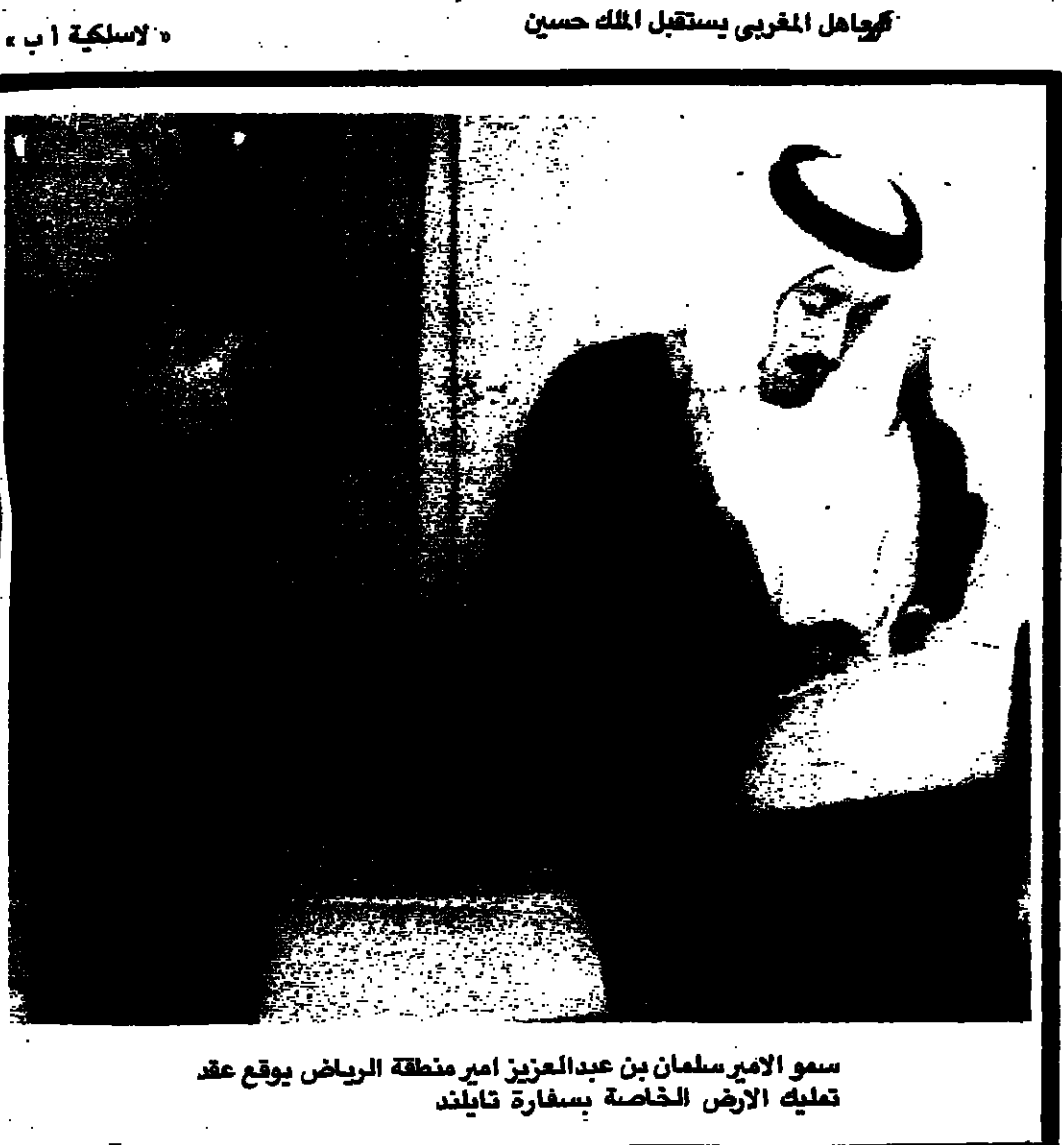 العاهل المغربي يستقبل الملك حسين
« لاسلكية أ ب »
سمو الامير سلمان بن عبدالعزيز امير منطقة الرياض يوقع عقد
تمليك الارض الخاصة بسفارة تايلند